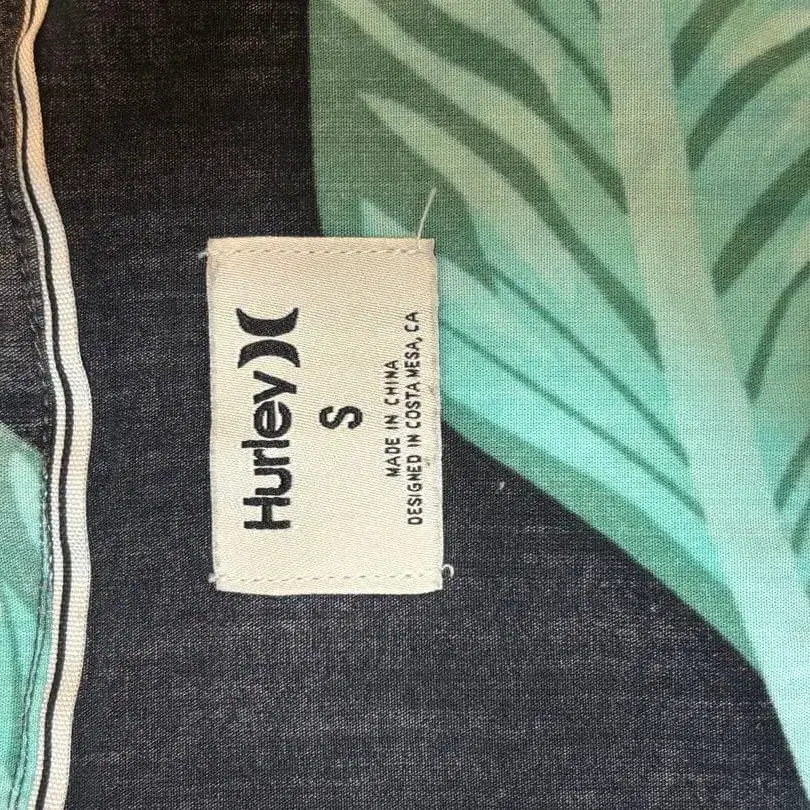 Hurley
S
MADE IN CHINA
DESIGNED IN COSTA MESA, CA